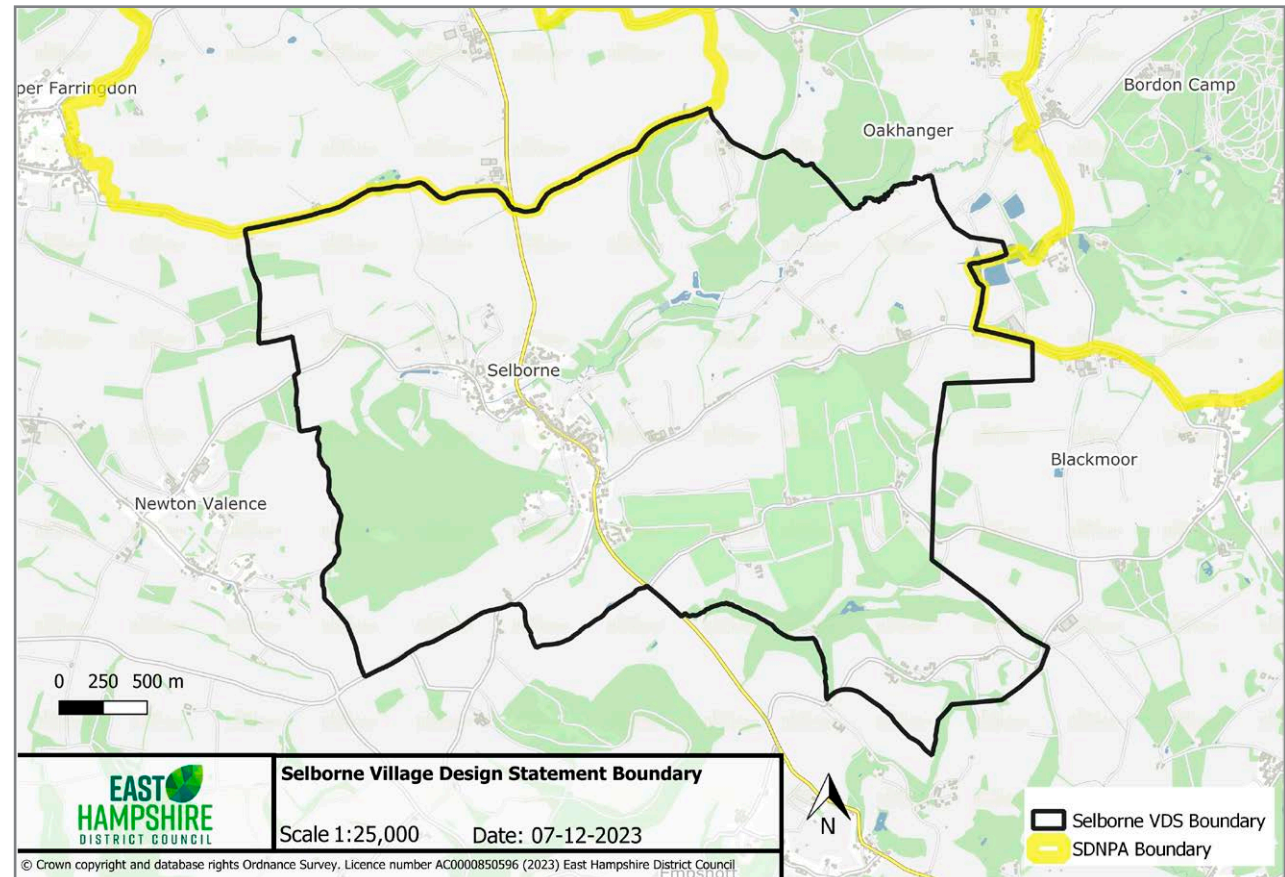 per Farringdon
Bordon Camp
Oakhanger
Selborne
Blackmoor
Newton Valence
0 250 500 m
EAST
HAMPSHIRE
DISTRICT COUNCIL
Selborne Village Design Statement Boundary
Scale 1:25,000 Date: 07-12-2023
N
Selborne VDS Boundary
SDNPA Boundary
© Crown copyright and database rights Ordnance Survey, Licence number AC0000850596 (2023) East Hampshire District Council